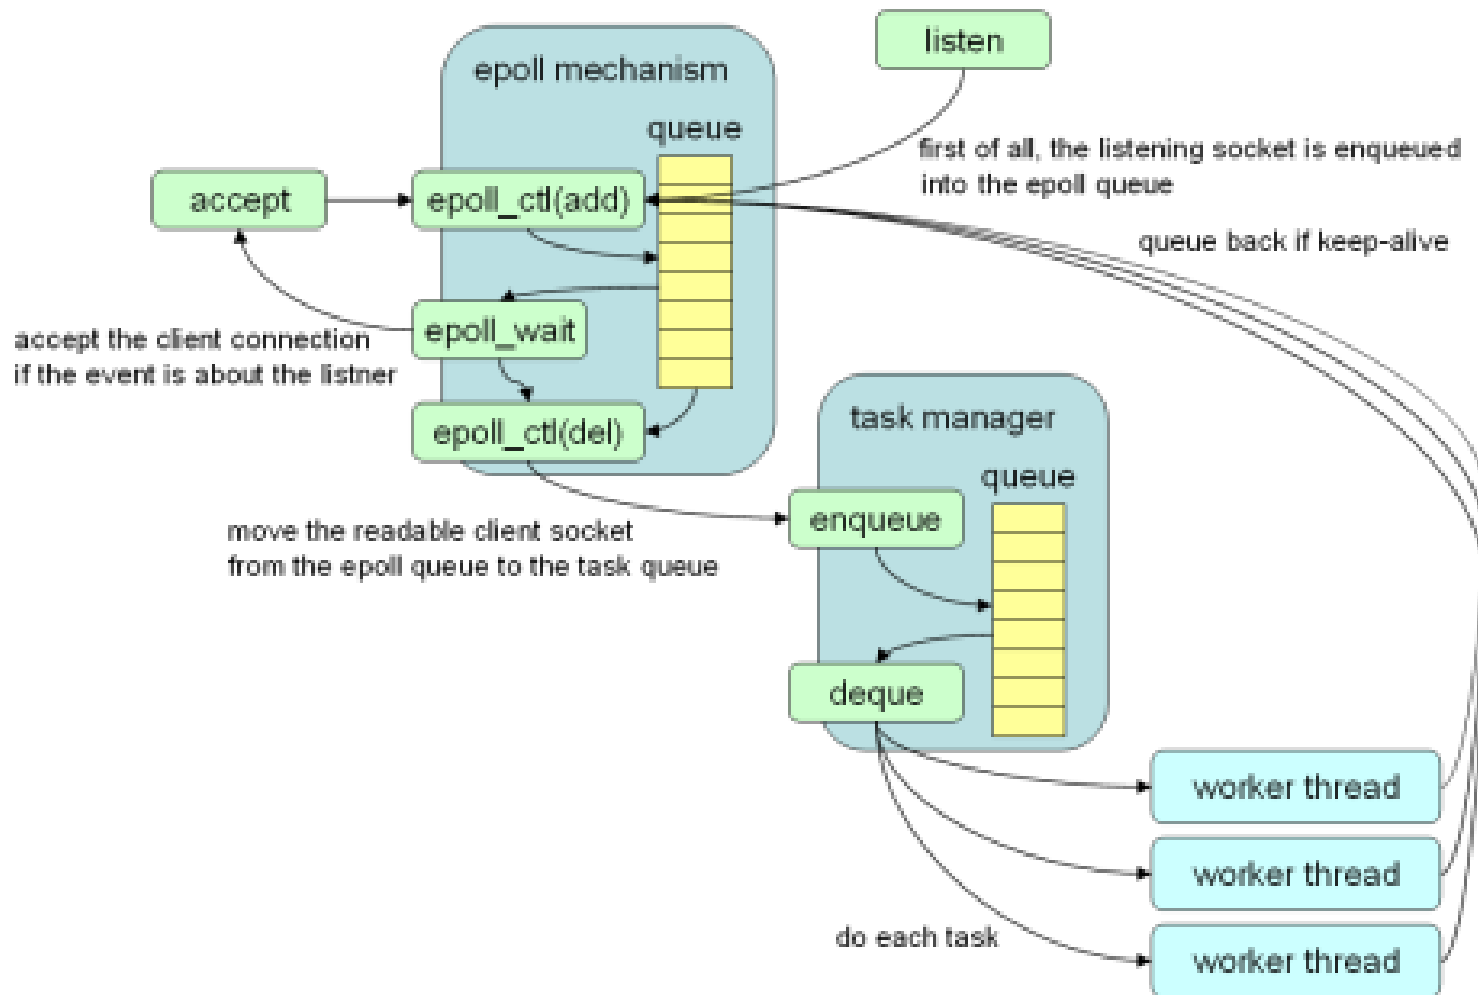 listen
epoll mechanism
queue
first of all, the listening socket is enqueued
into the epoll queue
accept
epoll_ctl(add)
queue back if keep-alive
epoll_wait
accept the client connection
if the event is about the listner
epoll_ctl(del)
task manager
queue
enqueue
move the readable client socket
from the epoll queue to the task queue
deque
worker thread
worker thread
do each task
worker thread